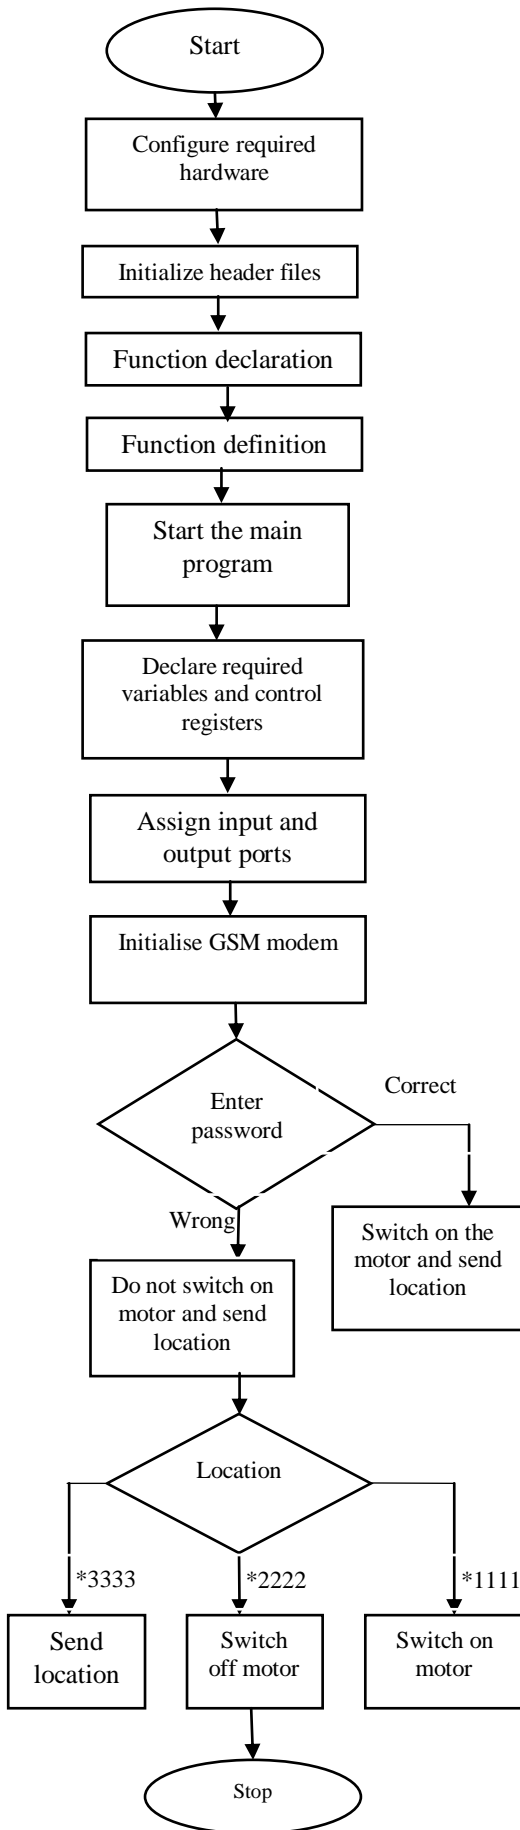 Start
Configure required
hardware
Initialize header files
Function declaration
Function definition
Start the main
program
Declare required
variables and control
registers
Assign input and
output ports
Initialise GSM modem
Enter
password
Correct
Wrong
Switch on the
motor and send
location
Do not switch on
motor and send
location
Location
*3333
*2222
*1111
Send
location
Switch
off motor
Switch on
motor
Stop